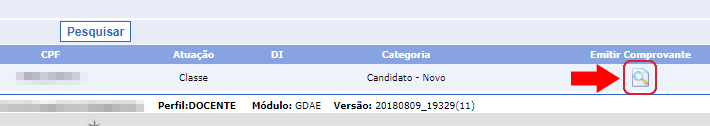 Pesquisar
CPF Atuação DI Categoria Emitir Comprovante
Classe Candidato - Novo
Perfil:DOCENTE Módulo: GDAE Versão: 20180809_19329(11)